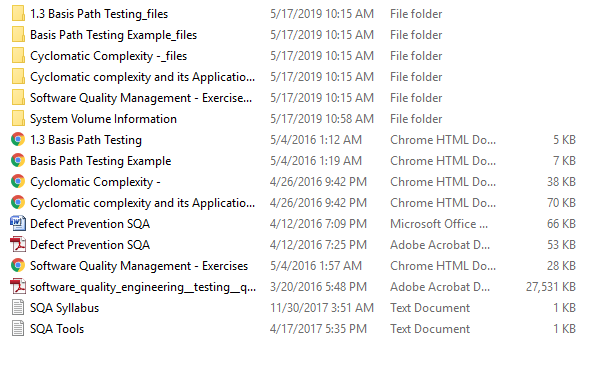 1.3 Basis Path Testing_files 5/17/2019 10:15 AM File folder
Basis Path Testing Example_files 5/17/2019 10:15 AM File folder
Cyclomatic Complexity -_files 5/17/2019 10:15 AM File folder
Cyclomatic complexity and its Applicatio... 5/17/2019 10:15 AM File folder
Software Quality Management - Exercise... 5/17/2019 10:15 AM File folder
System Volume Information 5/17/2019 10:58 AM File folder
1.3 Basis Path Testing 5/4/2016 1:12 AM Chrome HTML Do... 5 KB
Basis Path Testing Example 5/4/2016 1:19 AM Chrome HTML Do... 7 KB
Cyclomatic Complexity - 4/26/2016 9:42 PM Chrome HTML Do... 38 KB
Cyclomatic complexity and its Applicatio... 4/26/2016 9:42 PM Chrome HTML Do... 70 KB
Defect Prevention SQA 4/12/2016 7:09 PM Microsoft Office ... 66 KB
Defect Prevention SQA 4/12/2016 7:25 PM Adobe Acrobat D... 53 KB
Software Quality Management - Exercises 5/4/2016 1:57 AM Chrome HTML Do... 28 KB
software_quality_engineering__testing__q... 3/20/2016 5:48 PM Adobe Acrobat D... 27,531 KB
SQA Syllabus 11/30/2017 3:51 AM Text Document 1 KB
SQA Tools 4/17/2017 5:35 PM Text Document 1 KB